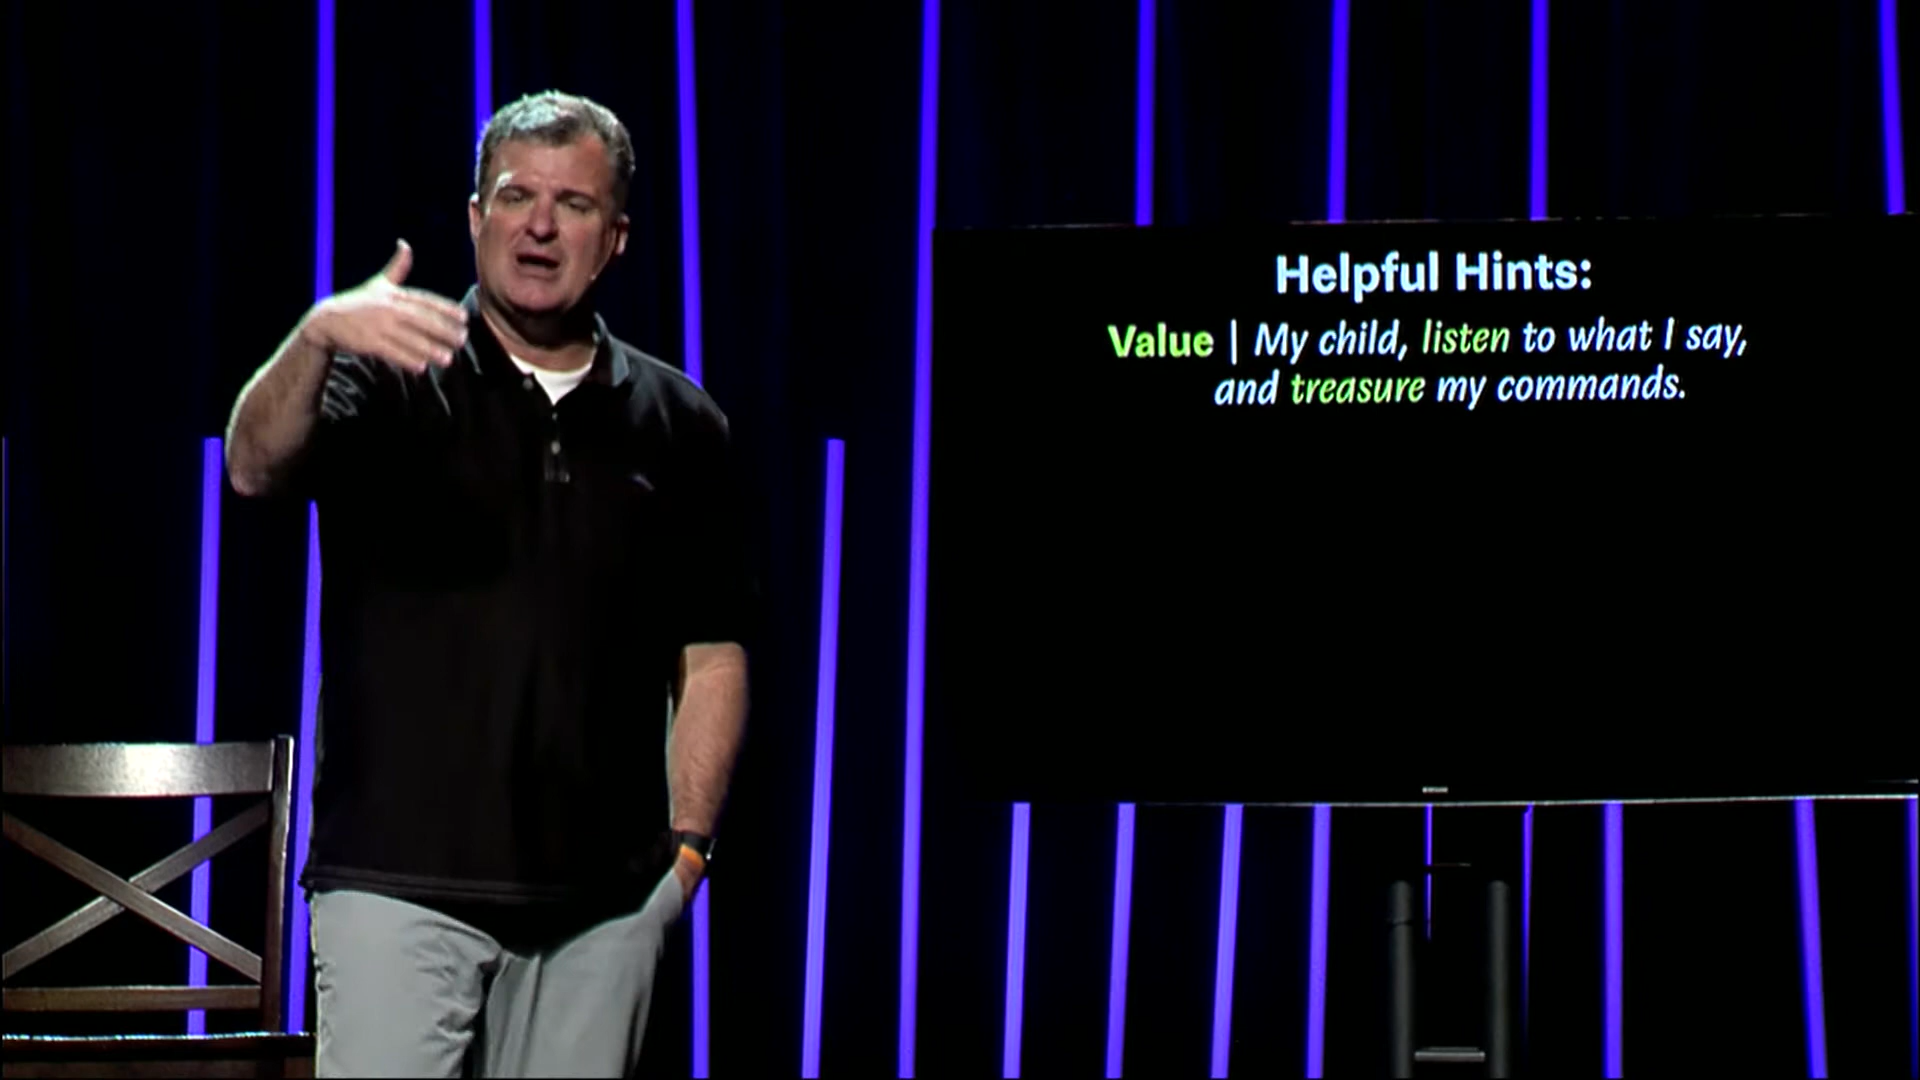 Helpful Hints:
Value | My child, listen to what I say,
and treasure my commands.